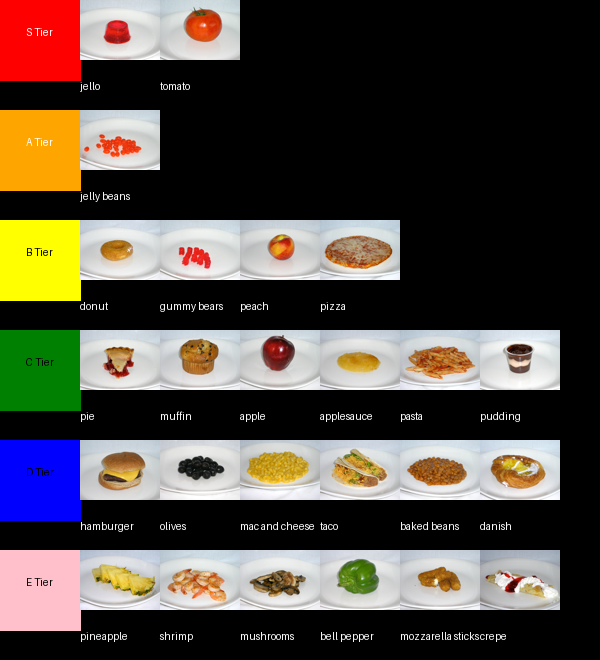 S Tier
jello tomato
A Tier
jelly beans
B Tier
donut gummy bears peach pizza
C Tier
pie muffin apple applesauce pasta pudding
D Tier
hamburger olives mac and cheese taco baked beans danish
E Tier
pineapple shrimp mushrooms bell pepper mozzarella sticks crepe